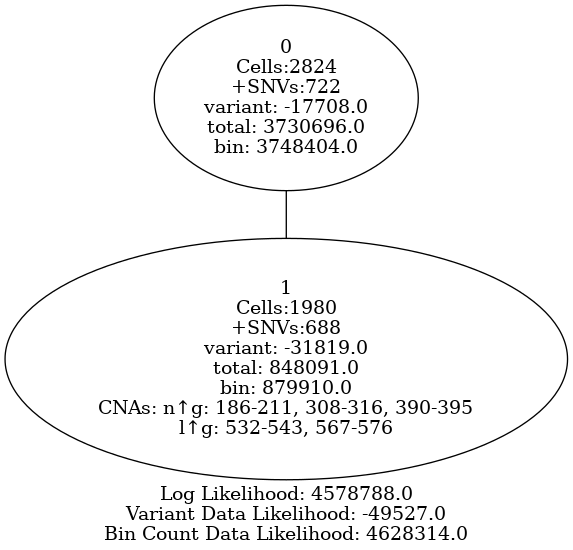 0
Cells:2824
+SNVs:722
variant: -17708.0
total: 3730696.0
bin: 3748404.0
1
Cells:1980
+SNVs:688
variant: -31819.0
total: 848091.0
bin: 879910.0
CNAs: n↑g: 186-211, 308-316, 390-395
l↑g: 532-543, 567-576
Log Likelihood: 4578788.0
Variant Data Likelihood: -49527.0
Bin Count Data Likelihood: 4628314.0